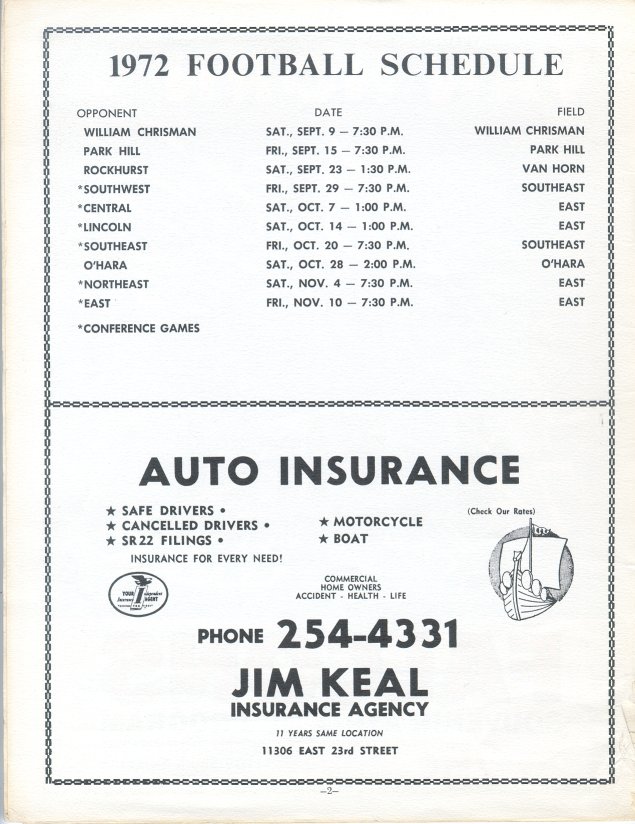 1972 FOOTBALL SCHEDULE
OPPONENT DATE FIELD
WILLIAM CHRISMAN SAT., SEPT. 9 — 7:30 P.M. WILLIAM CHRISMAN
PARK HILL FRI., SEPT. 15 — 7:30 P.M. PARK HILL
ROCKHURST SAT., SEPT. 23 — 1:30 P.M. VAN HORN
*SOUTHWEST FRI., SEPT. 29 — 7:30 P.M. SOUTHEAST
*CENTRAL SAT., OCT. 7 — 1:00 P.M. EAST
*LINCOLN SAT., OCT. 14 — 1:00 P.M. EAST
*SOUTHEAST FRI., OCT. 20 — 7:30 P.M. SOUTHEAST
O'HARA SAT., OCT. 28 — 2:00 P.M. O'HARA
*NORTHEAST SAT., NOV. 4 — 7:30 P.M. EAST
*EAST FRI., NOV. 10 — 7:30 P.M. EAST
*CONFERENCE GAMES
AUTO INSURANCE
★ SAFE DRIVERS •
★ CANCELLED DRIVERS •
★ SR22 FILINGS •
★ MOTORCYCLE
★ BOAT
(Check Our Rates)
INSURANCE FOR EVERY NEED!
YOUR Independent
Insurance AGENT
COMMERCIAL
HOME OWNERS
ACCIDENT - HEALTH - LIFE
PHONE 254-4331
JIM KEAL
INSURANCE AGENCY
11 YEARS SAME LOCATION
11306 EAST 23rd STREET
—2—